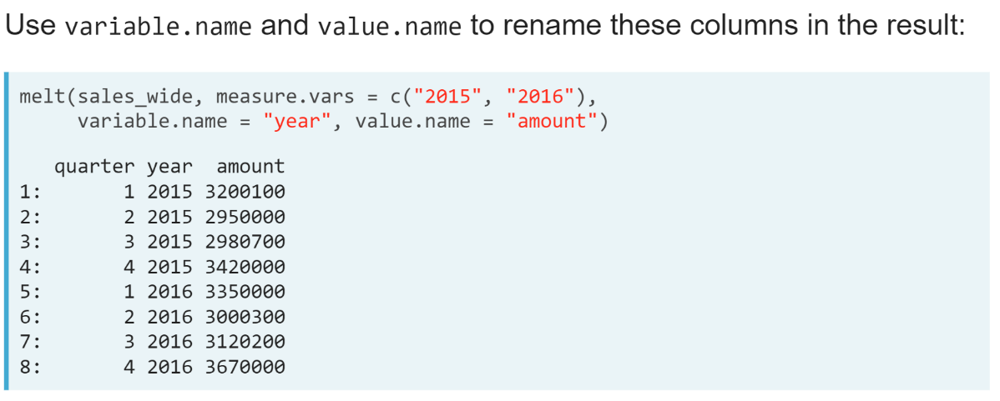 Use variable.name and value.name to rename these columns in the result:
melt(sales_wide, measure.vars = c("2015", "2016"),
     variable.name = "year", value.name = "amount")
   quarter year  amount
1:       1 2015 3200100
2:       2 2015 2950000
3:       3 2015 2980700
4:       4 2015 3420000
5:       1 2016 3350000
6:       2 2016 3000300
7:       3 2016 3120200
8:       4 2016 3670000